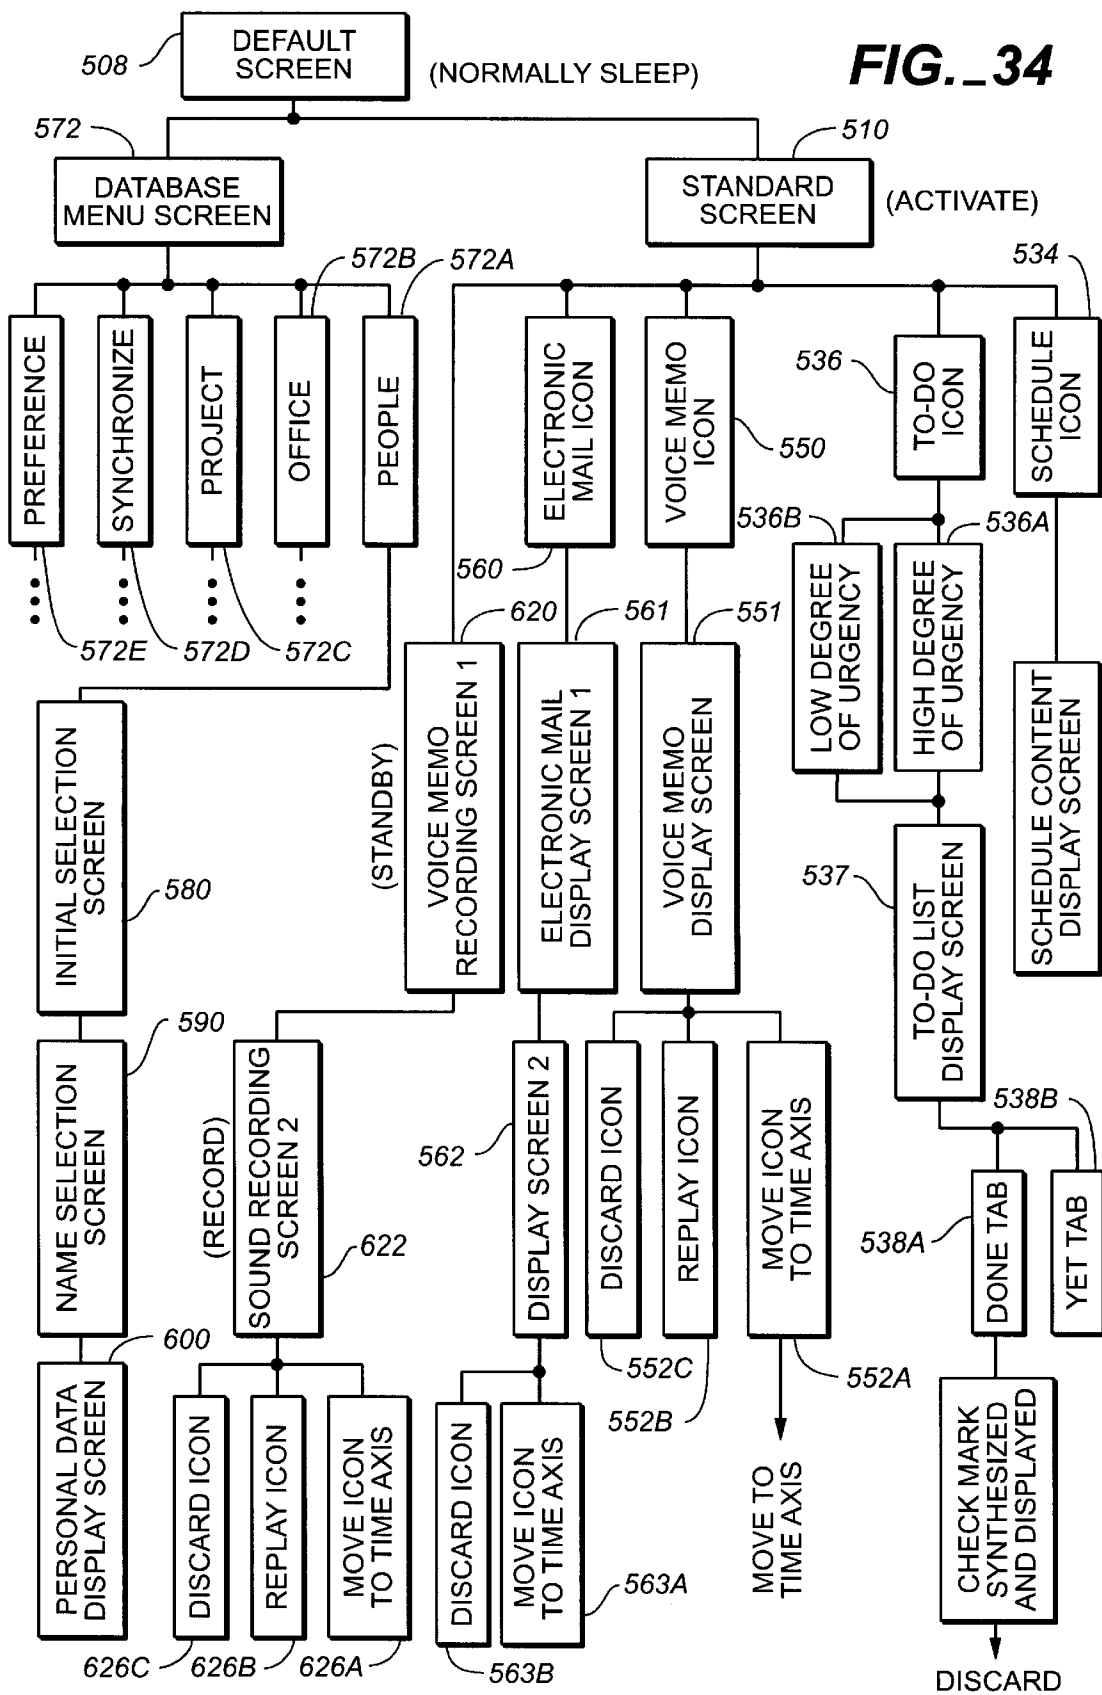 508
DEFAULT
SCREEN
(NORMALLY SLEEP)
FIG._34
572
DATABASE
MENU SCREEN
510
STANDARD
SCREEN
(ACTIVATE)
572B
572A
534
PREFERENCE
SYNCHRONIZE
PROJECT
OFFICE
PEOPLE
ELECTRONIC
MAIL ICON
VOICE MEMO
ICON
536
TO-DO
ICON
SCHEDULE
ICON
550
536B
536A
560
572E
572D
572C
620
561
551
LOW DEGREE
OF URGENCY
HIGH DEGREE
OF URGENCY
INITIAL SELECTION
SCREEN
580
(STANDBY)
VOICE MEMO
RECORDING SCREEN 1
ELECTRONIC MAIL
DISPLAY SCREEN 1
VOICE MEMO
DISPLAY SCREEN
537
TO-DO LIST
DISPLAY SCREEN
SCHEDULE CONTENT
DISPLAY SCREEN
590
NAME SELECTION
SCREEN
(RECORD)
SOUND RECORDING
SCREEN 2
622
562
DISPLAY SCREEN 2
DISCARD ICON
REPLAY ICON
MOVE ICON
TO TIME AXIS
538B
538A
DONE TAB
YET TAB
600
552C
552B
552A
PERSONAL DATA
DISPLAY SCREEN
DISCARD ICON
REPLAY ICON
MOVE ICON
TO TIME AXIS
DISCARD ICON
MOVE ICON
TO TIME AXIS
563A
MOVE TO
TIME AXIS
CHECK MARK
SYNTHESIZED
AND DISPLAYED
626C
626B
626A
563B
DISCARD